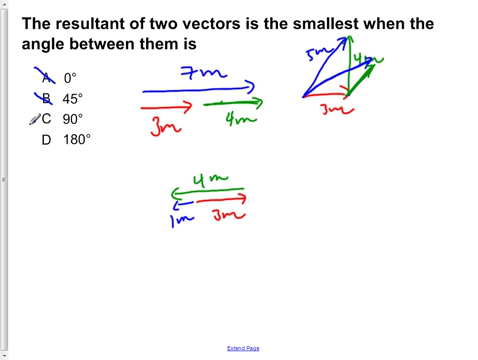 The resultant of two vectors is the smallest when the
angle between them is
A 0°
B 45°
C 90°
D 180°
7m
3m
4m
5m
4m
3m
4m
1m
3m
Extend Page